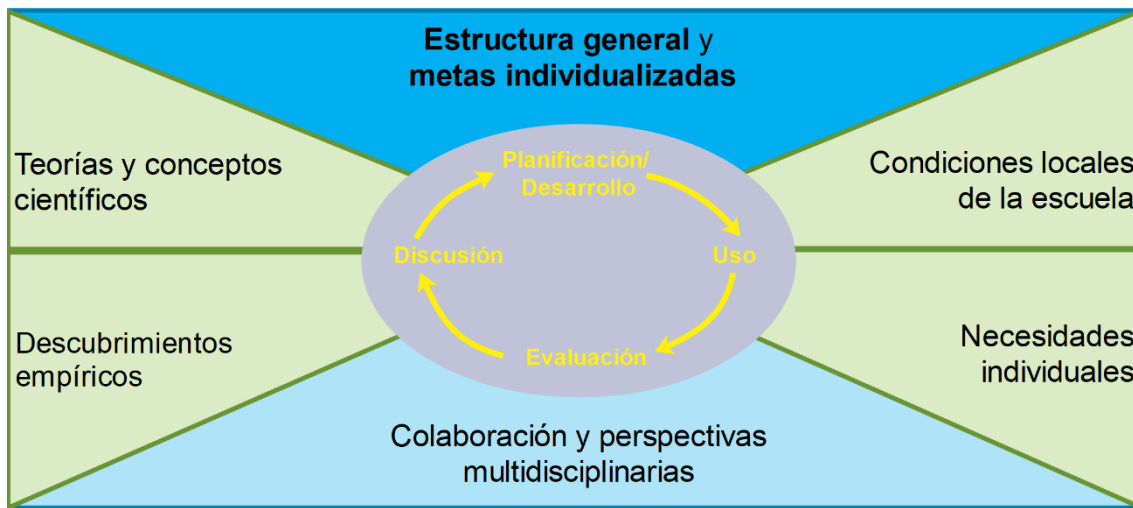 Estructura general y
metas individualizadas
Teorías y conceptos
científicos
Condiciones locales
de la escuela
Planificación/
Desarrollo
Discusión
Uso
Evaluación
Descubrimientos
empíricos
Necesidades
individuales
Colaboración y perspectivas
multidisciplinarias